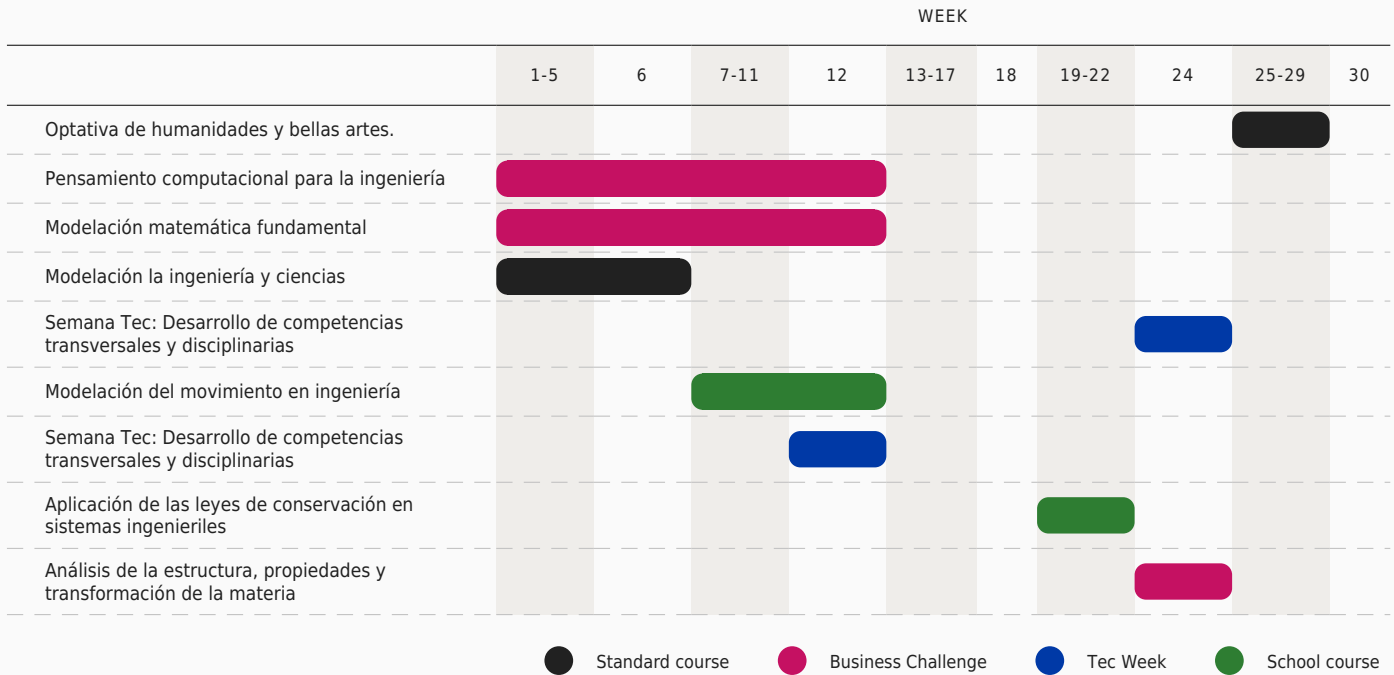 WEEK
1-5 6 7-11 12 13-17 18 19-22 24 25-29 30
Optativa de humanidades y bellas artes.
Pensamiento computacional para la ingeniería
Modelación matemática fundamental
Modelación la ingeniería y ciencias
Semana Tec: Desarrollo de competencias
transversales y disciplinarias
Modelación del movimiento en ingeniería
Semana Tec: Desarrollo de competencias
transversales y disciplinarias
Aplicación de las leyes de conservación en
sistemas ingenieriles
Análisis de la estructura, propiedades y
transformación de la materia
Standard course Business Challenge Tec Week School course